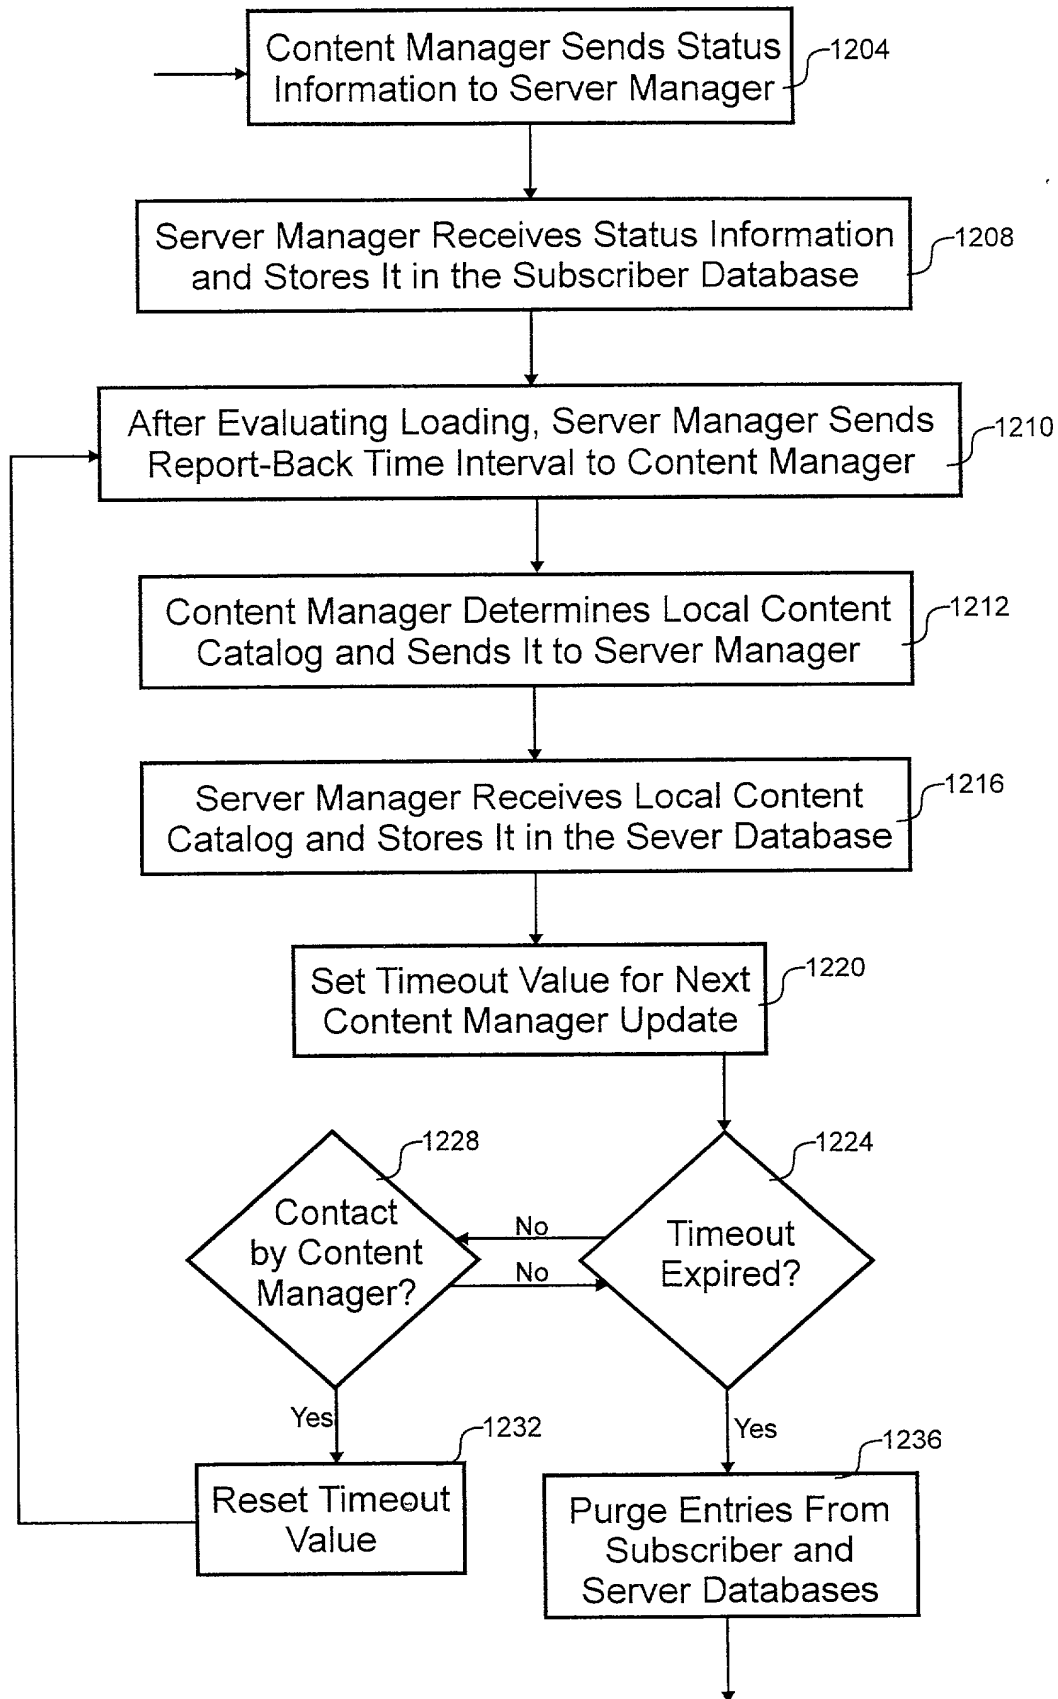 Content Manager Sends Status
Information to Server Manager
1204
Server Manager Receives Status Information
and Stores It in the Subscriber Database
1208
After Evaluating Loading, Server Manager Sends
Report-Back Time Interval to Content Manager
1210
Content Manager Determines Local Content
Catalog and Sends It to Server Manager
1212
Server Manager Receives Local Content
Catalog and Stores It in the Sever Database
1216
Set Timeout Value for Next
Content Manager Update
1220
1228
Contact
by Content
Manager?
No
No
1224
Timeout
Expired?
Yes
1232
Reset Timeout
Value
Yes
1236
Purge Entries From
Subscriber and
Server Databases